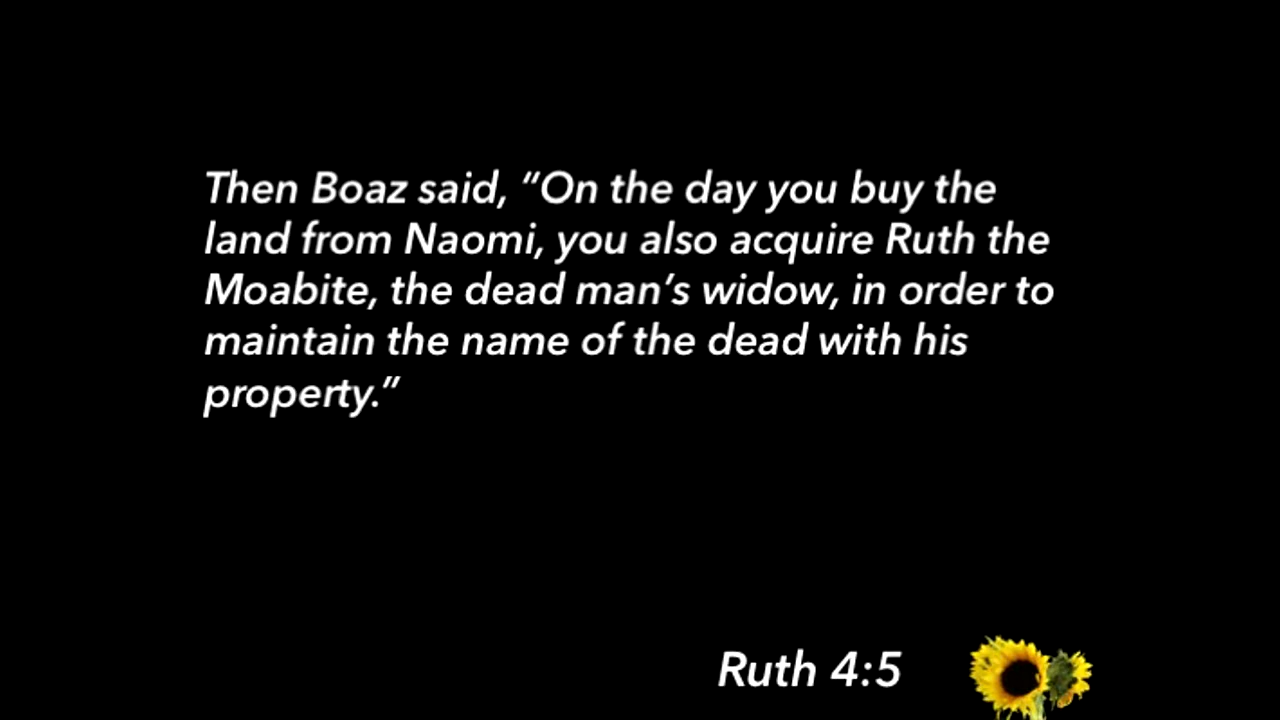 Then Boaz said, “On the day you buy the
land from Naomi, you also acquire Ruth the
Moabite, the dead man’s widow, in order to
maintain the name of the dead with his
property.”
Ruth 4:5